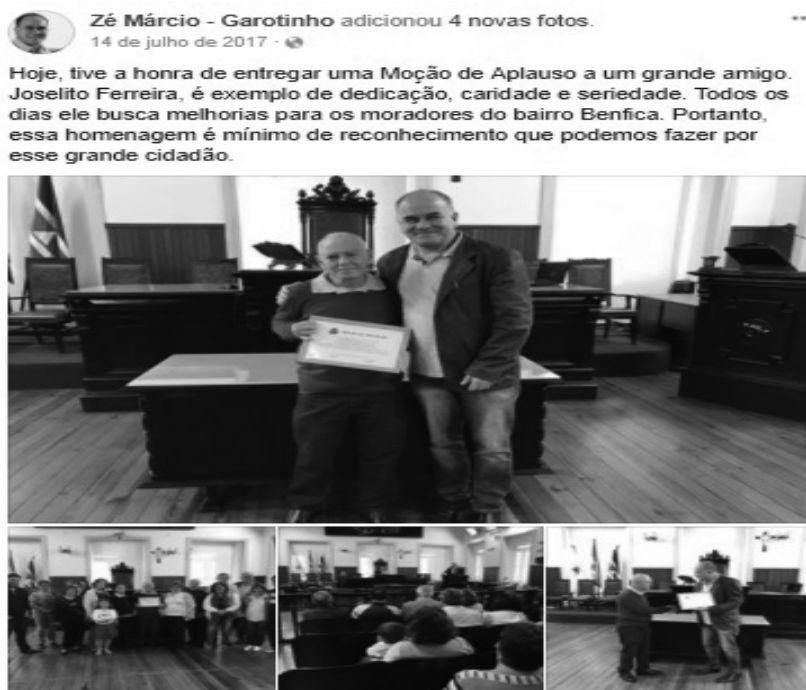 Zé Márcio - Garotinho adicionou 4 novas fotos.
14 de julho de 2017 ·
Hoje, tive a honra de entregar uma Moção de Aplauso a um grande amigo.
Joselito Ferreira, é exemplo de dedicação, caridade e seriedade. Todos os
dias ele busca melhorias para os moradores do bairro Benfica. Portanto,
essa homenagem é mínimo de reconhecimento que podemos fazer por
esse grande cidadão.